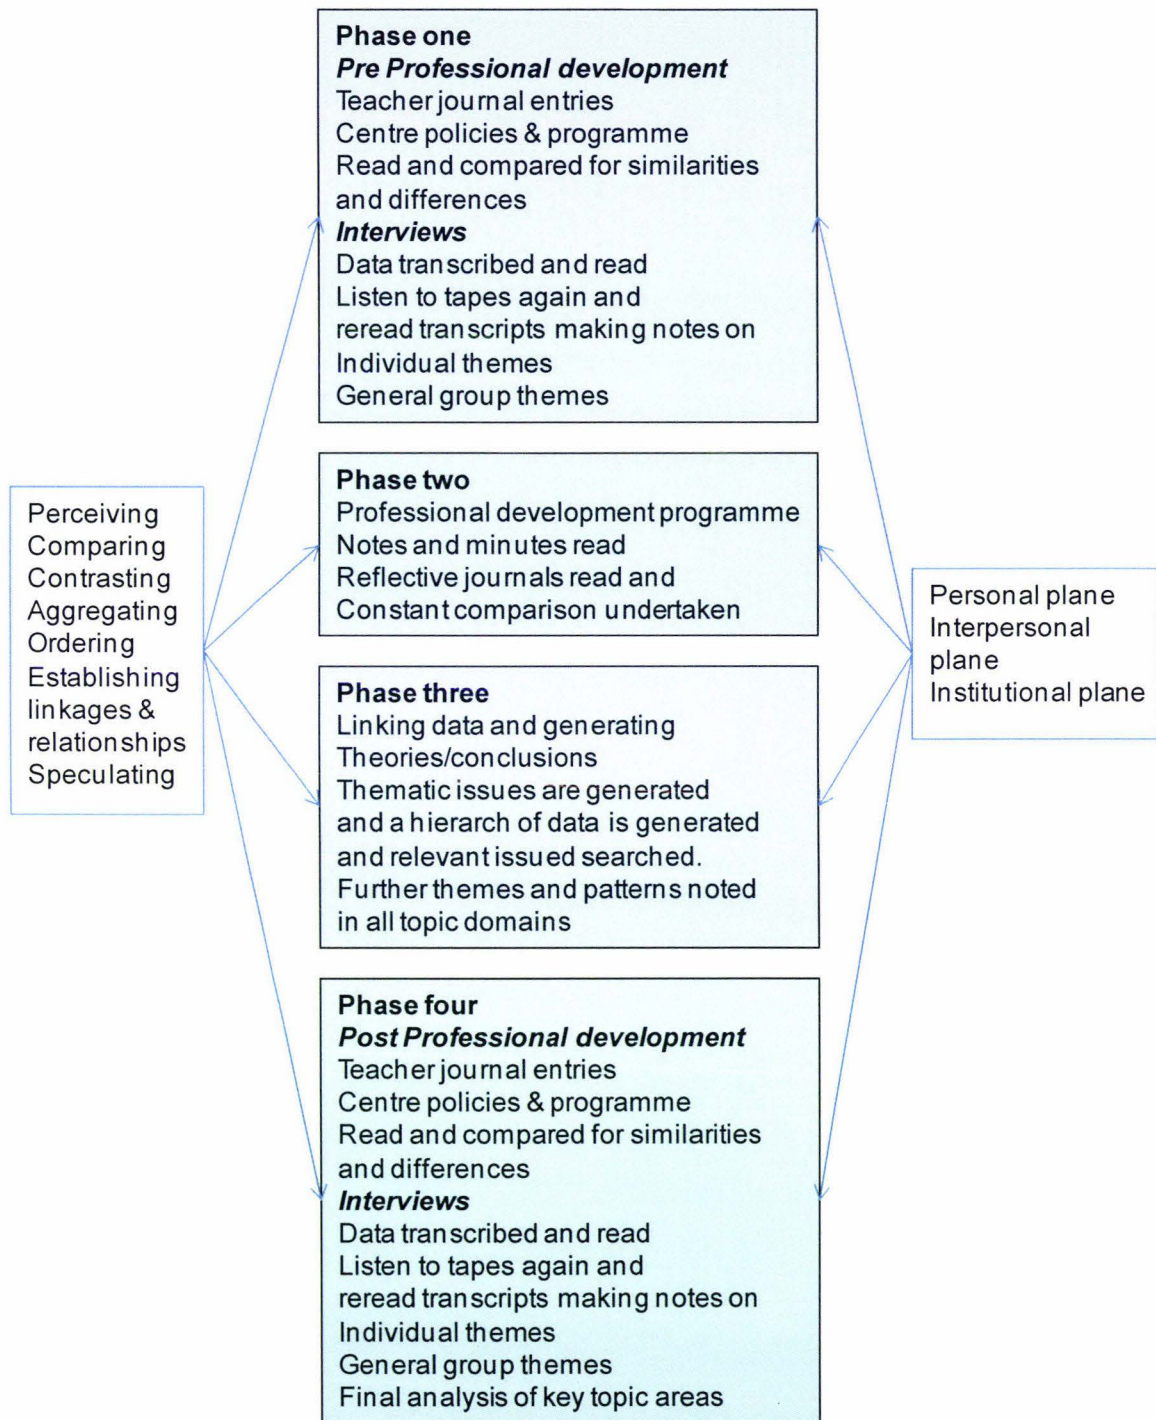 Phase one
Pre Professional development
Teacher journal entries
Centre policies & programme
Read and compared for similarities
and differences
Interviews
Data transcribed and read
Listen to tapes again and
reread transcripts making notes on
Individual themes
General group themes
Perceiving
Comparing
Contrasting
Aggregating
Ordering
Establishing
linkages &
relationships
Speculating
Phase two
Professional development programme
Notes and minutes read
Reflective journals read and
Constant comparison undertaken
Personal plane
Interpersonal
plane
Institutional plane
Phase three
Linking data and generating
Theories/conclusions
Thematic issues are generated
and a hierarch of data is generated
and relevant issued searched.
Further themes and patterns noted
in all topic domains
Phase four
Post Professional development
Teacher journal entries
Centre policies & programme
Read and compared for similarities
and differences
Interviews
Data transcribed and read
Listen to tapes again and
reread transcripts making notes on
Individual themes
General group themes
Final analysis of key topic areas